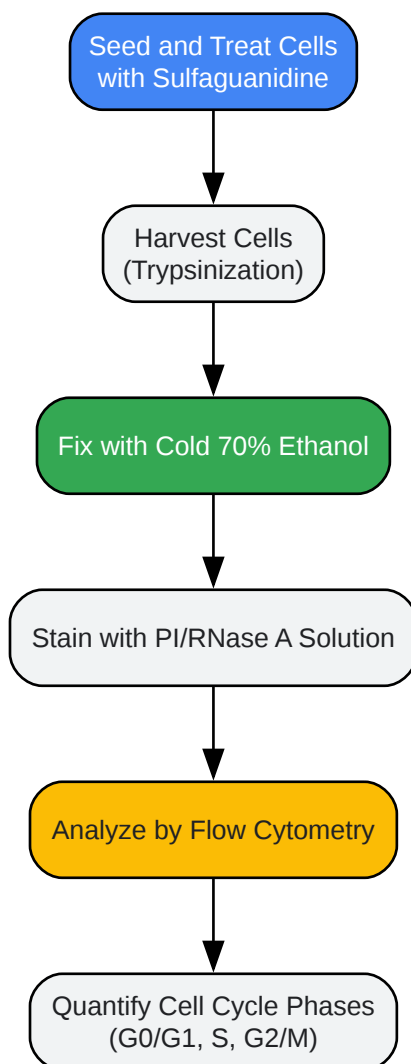 Seed and Treat Cells
with Sulfaguanidine
Harvest Cells
(Trypsinization)
Fix with Cold 70% Ethanol
Stain with PI/RNase A Solution
Analyze by Flow Cytometry
Quantify Cell Cycle Phases
(G0/G1, S, G2/M)